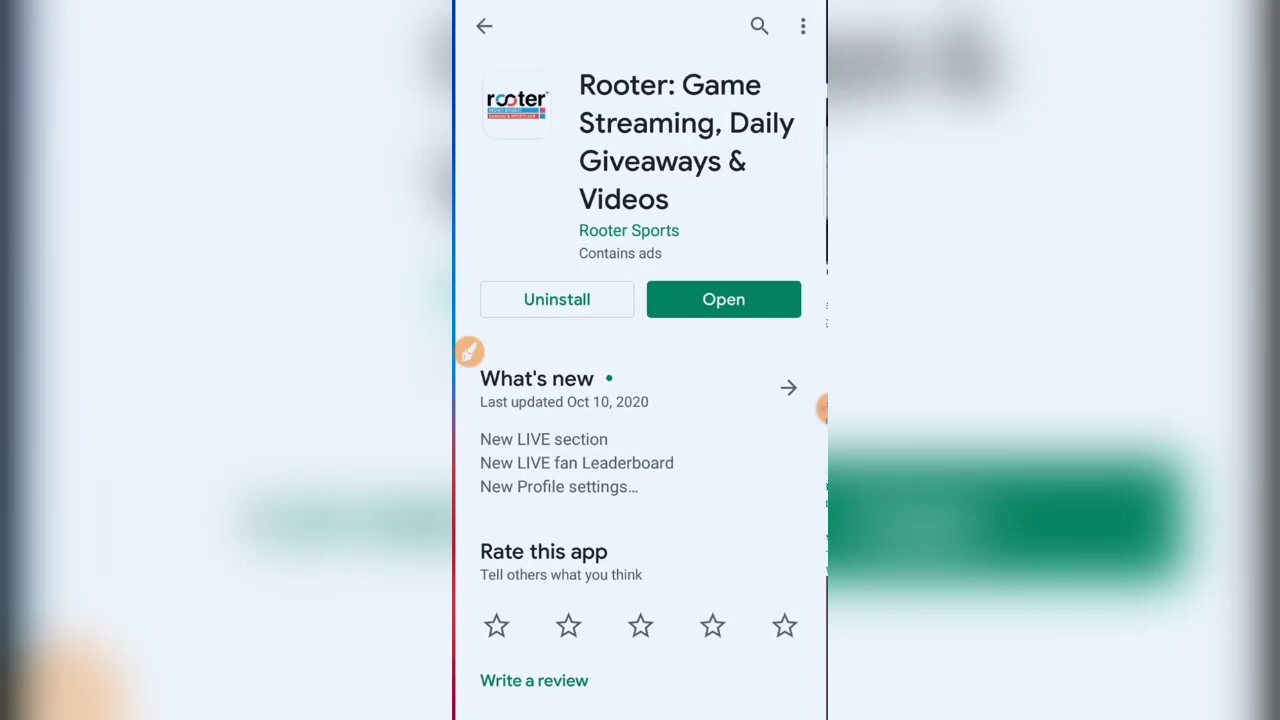 rooter
Rooter: Game
Streaming, Daily
Giveaways &
Videos
Rooter Sports
Contains ads
Uninstall
Open
What's new
Last updated Oct 10, 2020
New LIVE section
New LIVE fan Leaderboard
New Profile settings…
Rate this app
Tell others what you think
Write a review